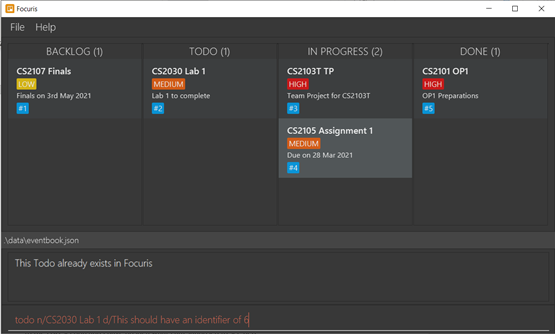 Focuris
File Help
BACKLOG (1)
CS2107 Finals
LOW
Finals on 3rd May 2021
#1
TODO (1)
CS2030 Lab 1
MEDIUM
Lab 1 to complete
#2
IN PROGRESS (2)
CS2103T TP
HIGH
Team Project for CS2103T
#3
CS2105 Assignment 1
MEDIUM
Due on 28 Mar 2021
#4
DONE (1)
CS2101 OP1
HIGH
OP1 Preparations
#5
.\data\eventbook.json
This Todo already exists in Focuris
todo n/CS2030 Lab 1 d/This should have an identifier of 6